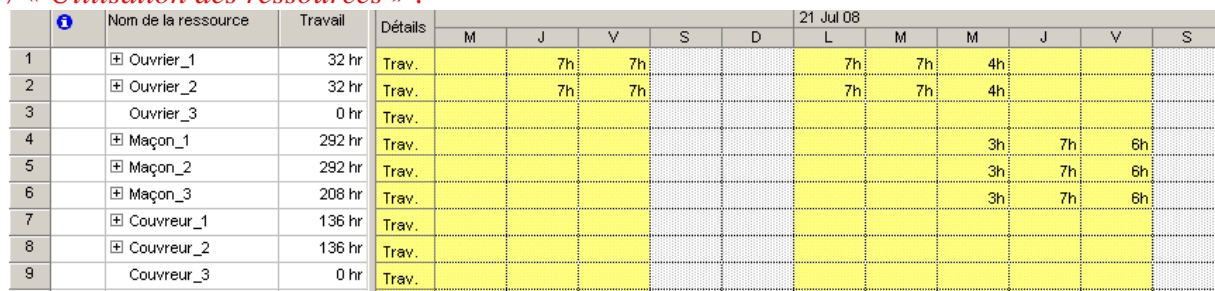 / « Utilisation des ressources » :
Nom de la ressource Travail Détails 21 Jul 08
M J V S D L M M J V S
1 Ouvrier_1 32 hr Trav. 7h 7h 7h 7h 4h
2 Ouvrier_2 32 hr Trav. 7h 7h 7h 7h 4h
3 Ouvrier_3 0 hr Trav.
4 Maçon_1 292 hr Trav. 3h 7h 6h
5 Maçon_2 292 hr Trav. 3h 7h 6h
6 Maçon_3 208 hr Trav. 3h 7h 6h
7 Couvreur_1 136 hr Trav.
8 Couvreur_2 136 hr Trav.
9 Couvreur_3 0 hr Trav.